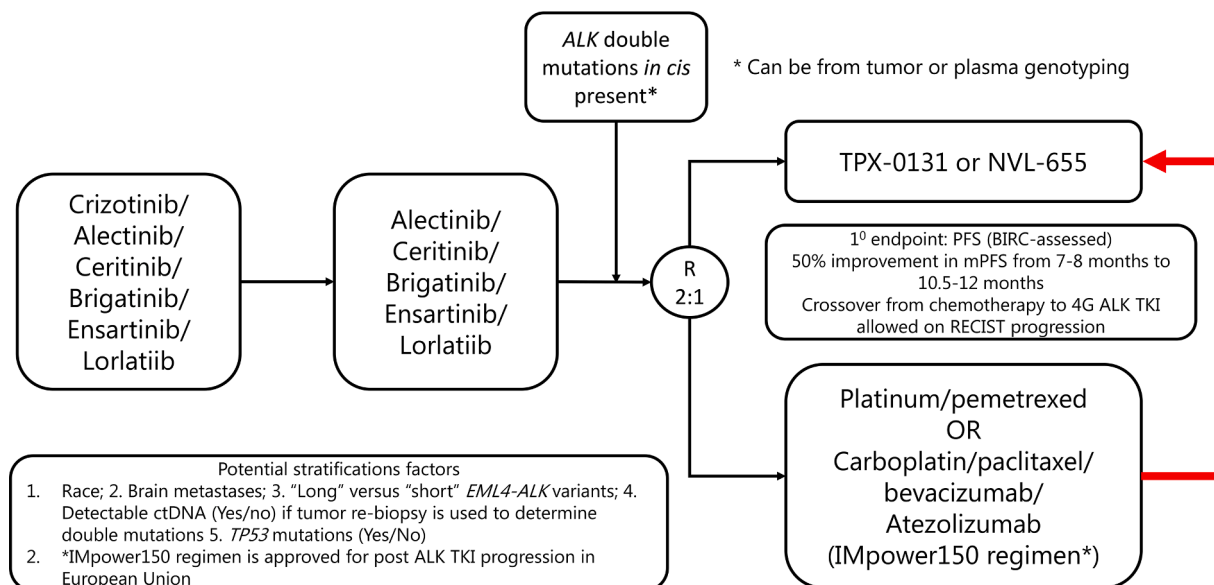 ALK double
mutations in cis
present*
* Can be from tumor or plasma genotyping
Crizotinib/
Alectinib/
Ceritinib/
Brigatinib/
Ensartinib/
Lorlatiib
Alectinib/
Ceritinib/
Brigatinib/
Ensartinib/
Lorlatiib
R
2:1
TPX-0131 or NVL-655
1⁰ endpoint: PFS (BIRC-assessed)
50% improvement in mPFS from 7-8 months to
10.5-12 months
Crossover from chemotherapy to 4G ALK TKI
allowed on RECIST progression
Platinum/pemetrexed
OR
Carboplatin/paclitaxel/
bevacizumab/
Atezolizumab
(IMpower150 regimen*)
Potential stratifications factors
1. Race; 2. Brain metastases; 3. “Long” versus “short” EML4-ALK variants; 4.
Detectable ctDNA (Yes/no) if tumor re-biopsy is used to determine
double mutations 5. TP53 mutations (Yes/No)
2. *IMpower150 regimen is approved for post ALK TKI progression in
European Union